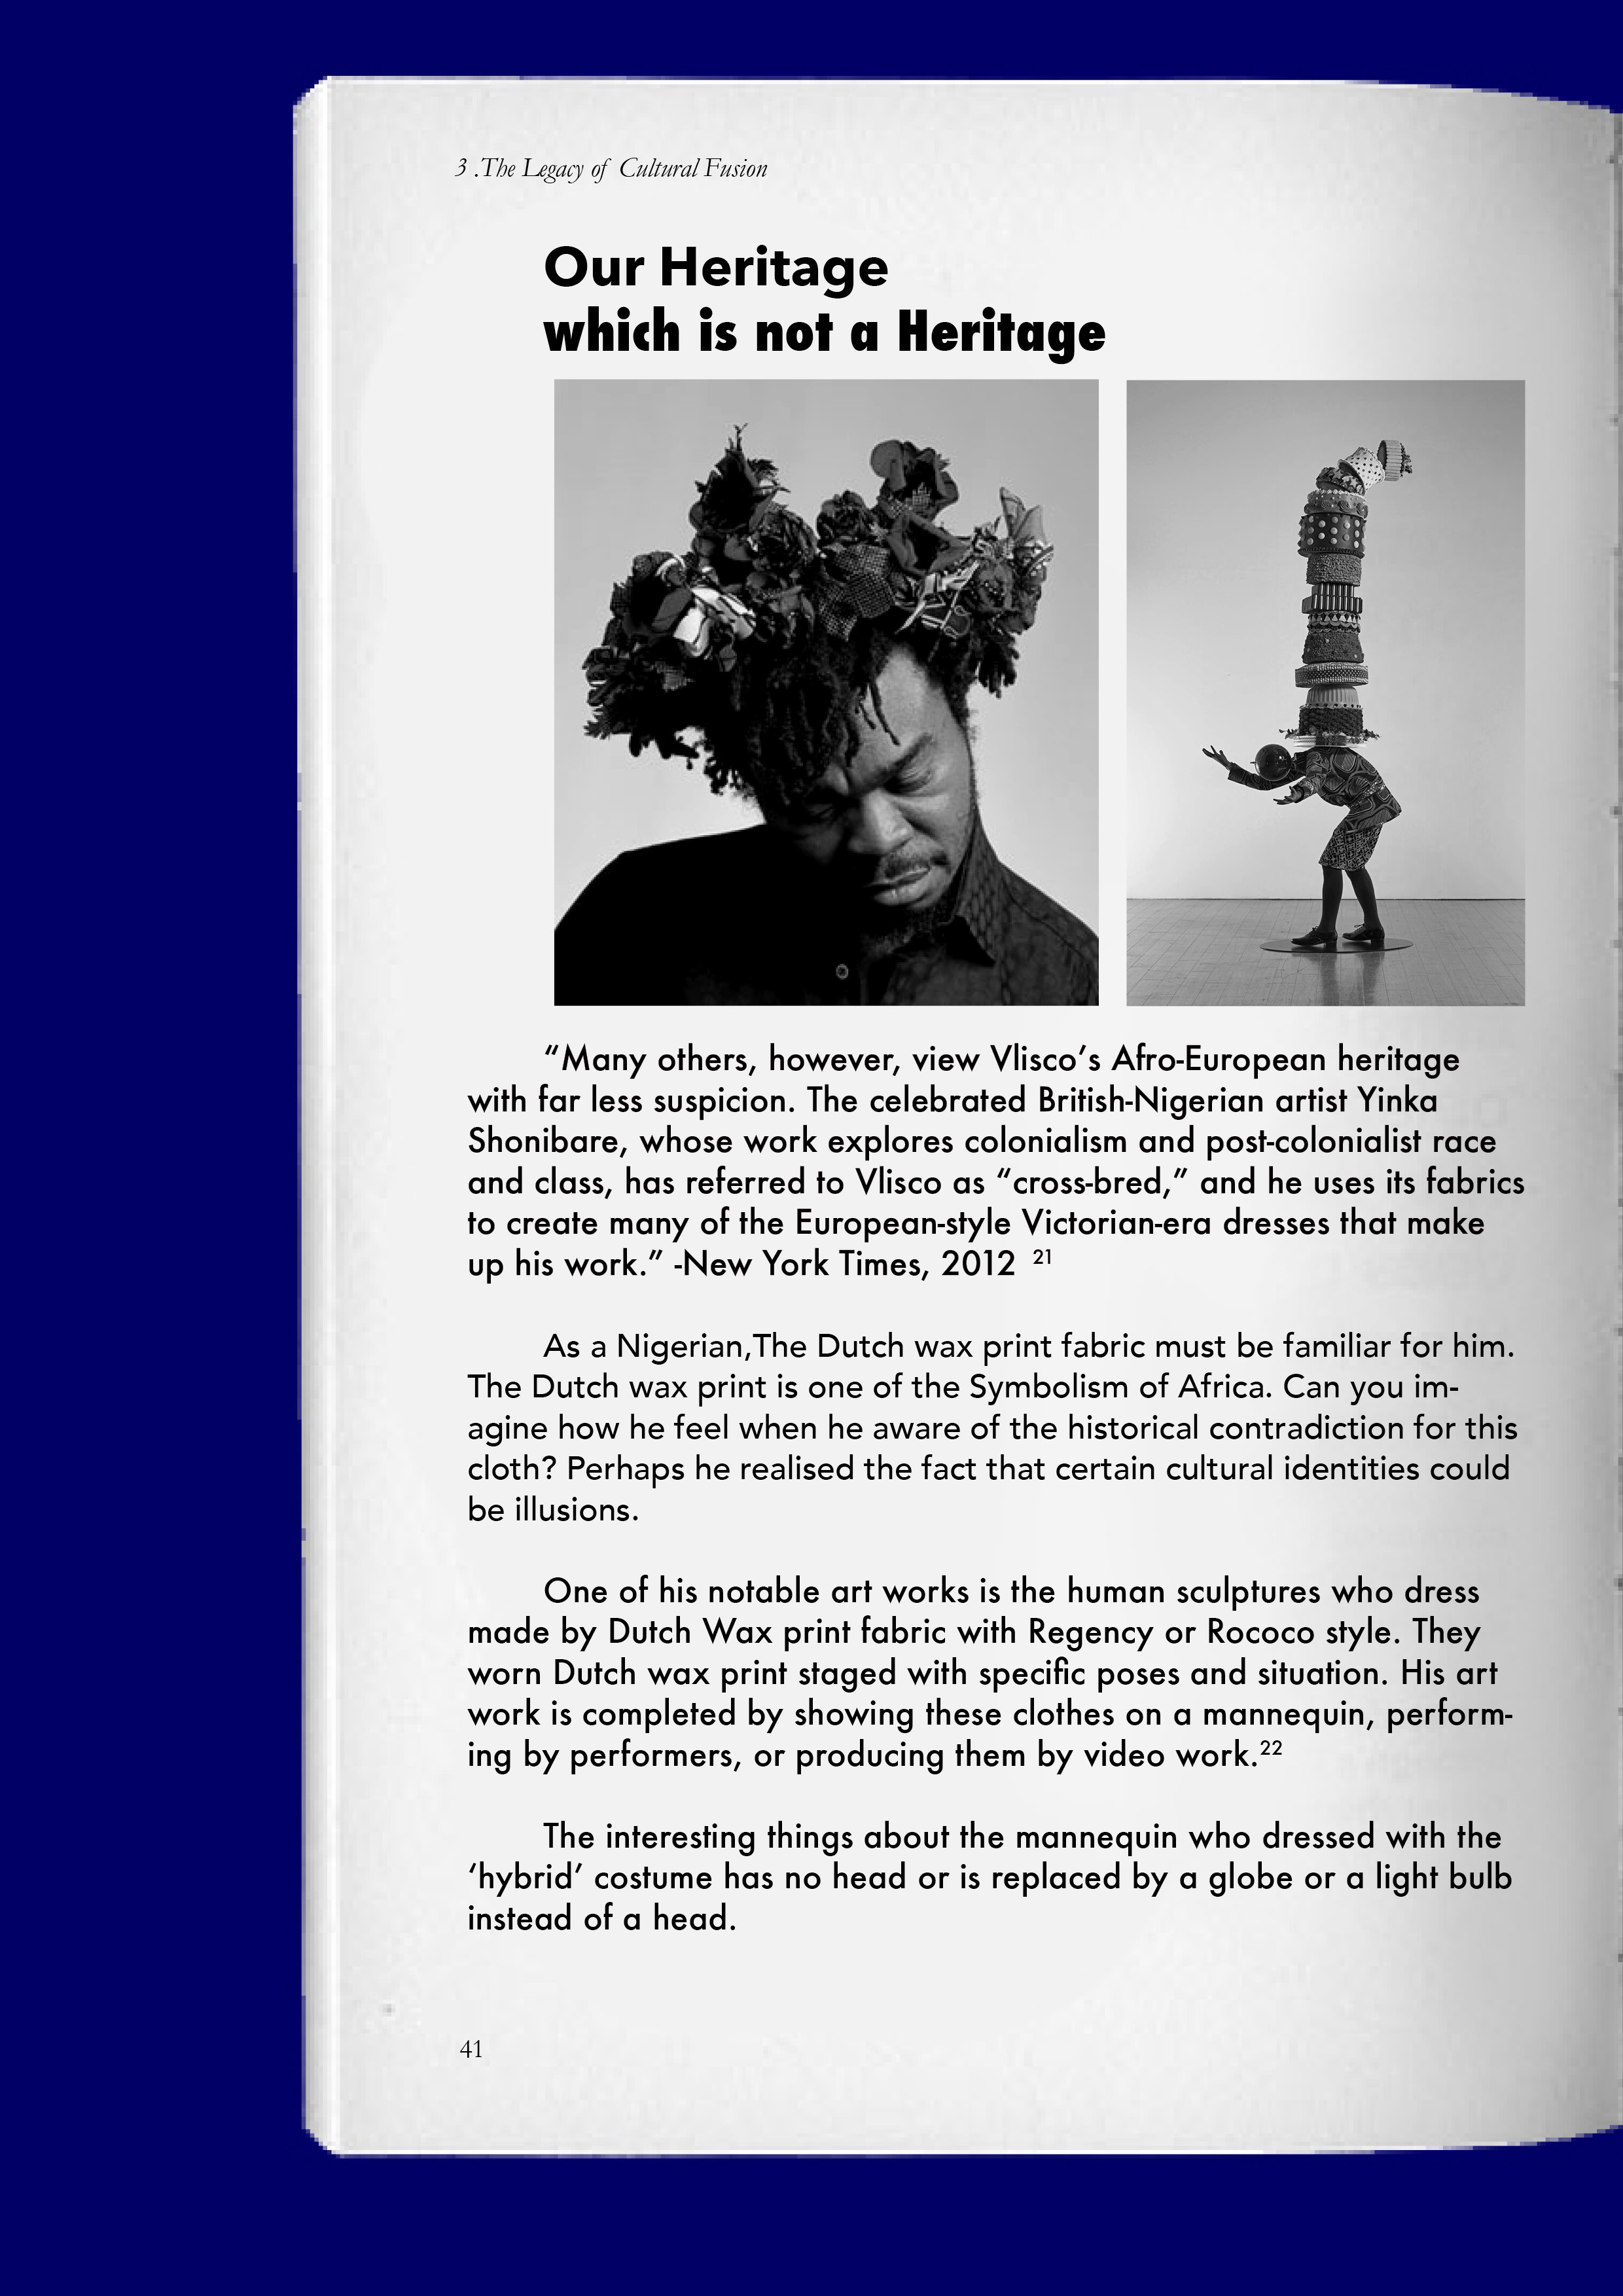 3 .The Legacy of Cultural Fusion
Our Heritage
which is not a Heritage
“Many others, however, view Vlisco’s Afro-European heritage
with far less suspicion. The celebrated British-Nigerian artist Yinka
Shonibare, whose work explores colonialism and post-colonialist race
and class, has referred to Vlisco as “cross-bred,” and he uses its fabrics
to create many of the European-style Victorian-era dresses that make
up his work.” -New York Times, 2012 21
As a Nigerian,The Dutch wax print fabric must be familiar for him.
The Dutch wax print is one of the Symbolism of Africa. Can you im-
agine how he feel when he aware of the historical contradiction for this
cloth? Perhaps he realised the fact that certain cultural identities could
be illusions.
One of his notable art works is the human sculptures who dress
made by Dutch Wax print fabric with Regency or Rococo style. They
worn Dutch wax print staged with specific poses and situation. His art
work is completed by showing these clothes on a mannequin, perform-
ing by performers, or producing them by video work.22
The interesting things about the mannequin who dressed with the
‘hybrid’ costume has no head or is replaced by a globe or a light bulb
instead of a head.
41